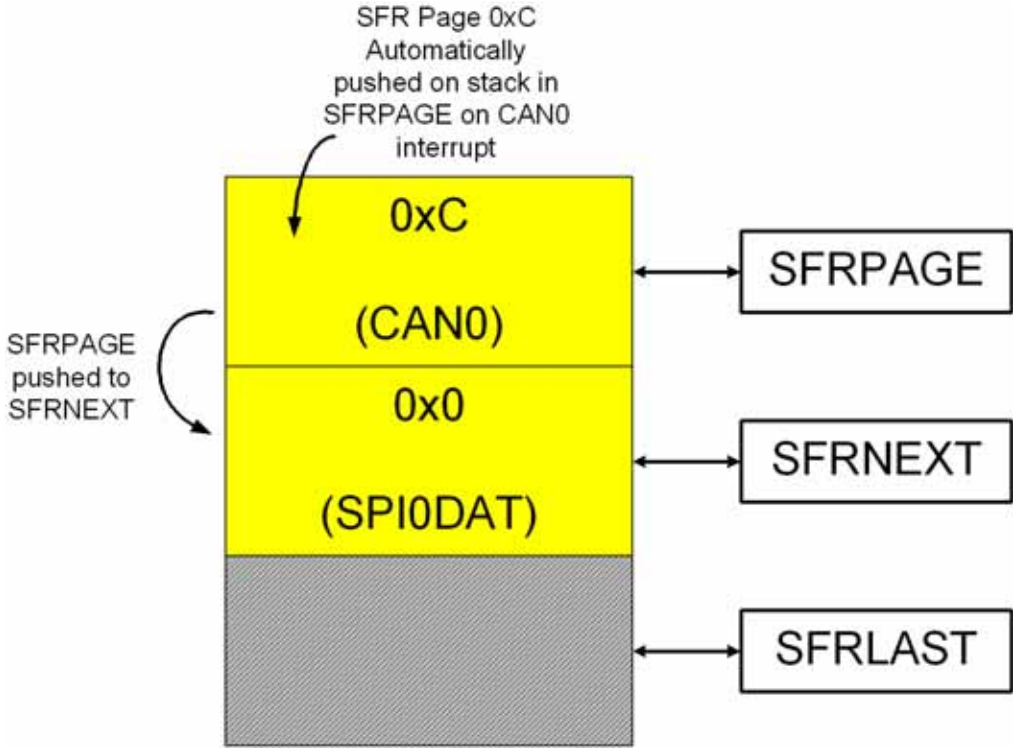 SFR Page 0xC
Automatically
pushed on stack in
SFRPAGE on CAN0
interrupt
0xC
(CAN0)
SFRPAGE
SFRPAGE
pushed to
SFRNEXT
0x0
(SPI0DAT)
SFRNEXT
SFRLAST